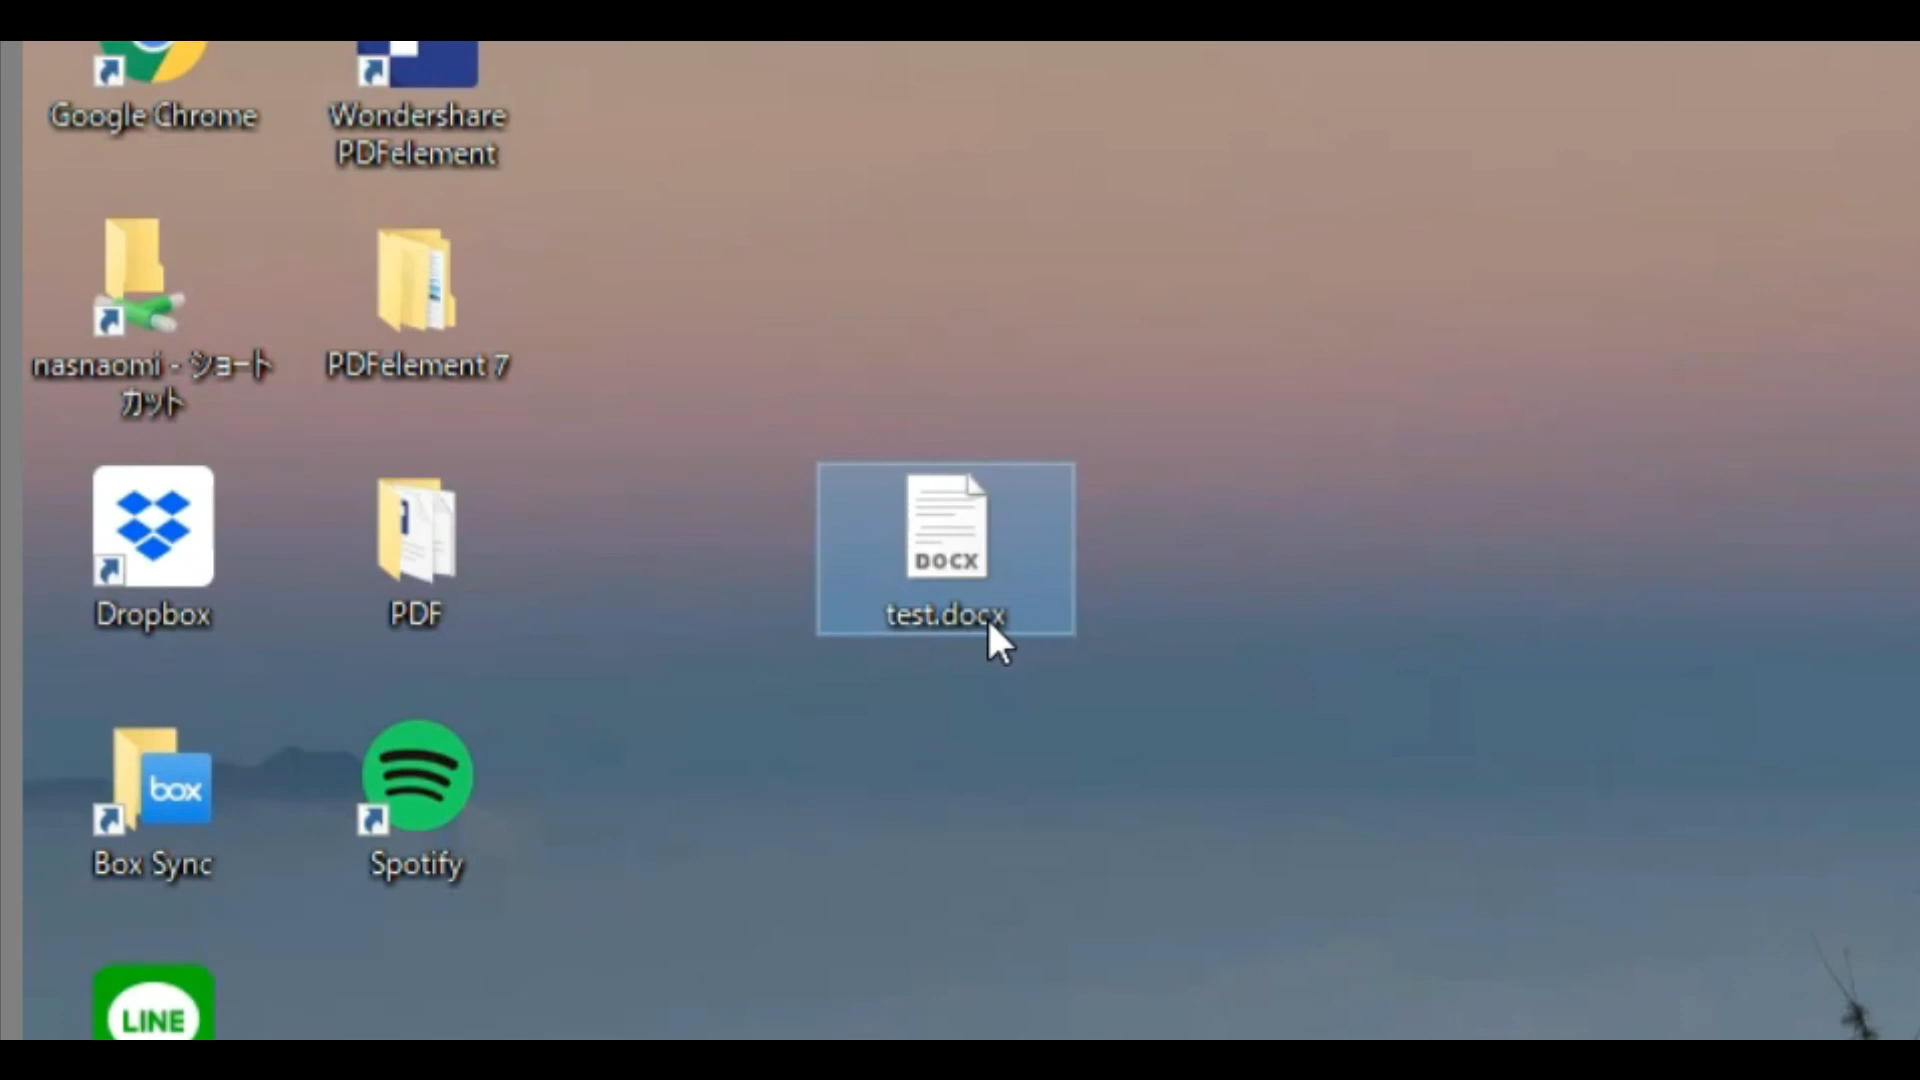 Google Chrome
Wondershare
PDFelement
nasnaomi - ショート
カット
PDFelement 7
Dropbox
PDF
DOCX
test.docx
box
Box Sync
Spotify
LINE